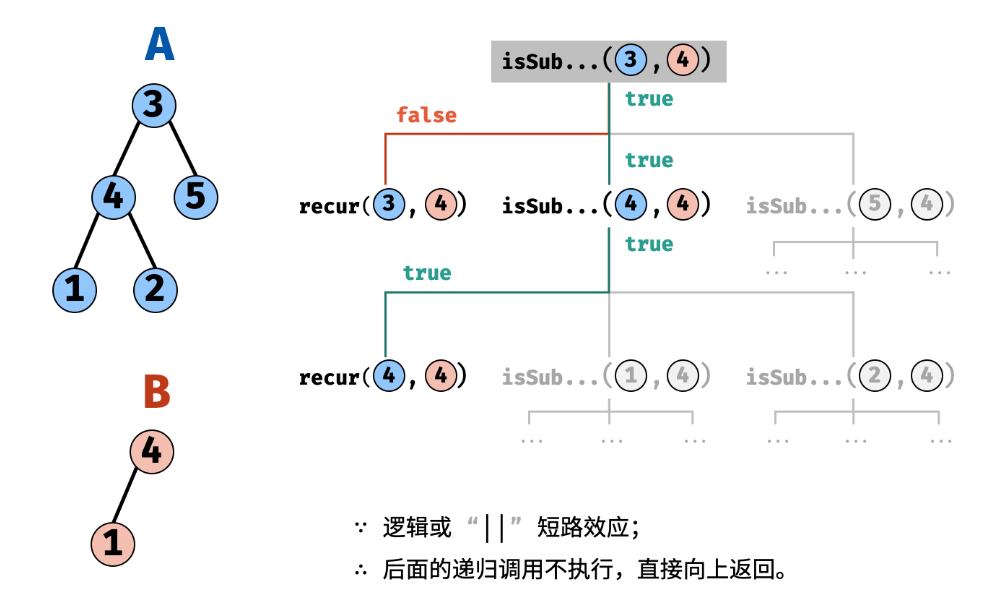 A
3
4
5
1
2
B
4
1
isSub...(3,4)
true
false
true
recur(3,4)
isSub...(4,4)
isSub...(5,4)
true
... ... ...
true
recur(4,4)
isSub...(1,4)
isSub...(2,4)
... ... ... ... ... ...
∵ 逻辑或 “||” 短路效应；
∴ 后面的递归调用不执行，直接向上返回。